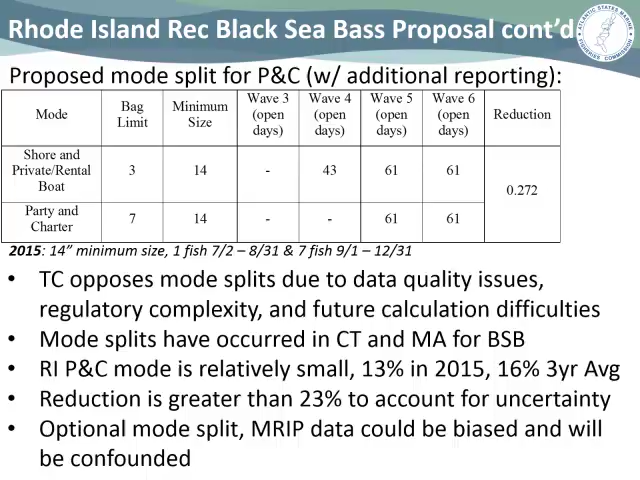 Rhode Island Rec Black Sea Bass Proposal cont’d
ATLANTIC STATES MARINE
FISHERIES COMMISSION
Proposed mode split for P&C (w/ additional reporting):
Mode Bag Limit Minimum Size Wave 3 (open days) Wave 4 (open days) Wave 5 (open days) Wave 6 (open days) Reduction
Shore and Private/Rental Boat 3 14 - 43 61 61 0.272
Party and Charter 7 14 - - 61 61
2015: 14” minimum size, 1 fish 7/2 – 8/31 & 7 fish 9/1 – 12/31
• TC opposes mode splits due to data quality issues,
regulatory complexity, and future calculation difficulties
• Mode splits have occurred in CT and MA for BSB
• RI P&C mode is relatively small, 13% in 2015, 16% 3yr Avg
• Reduction is greater than 23% to account for uncertainty
• Optional mode split, MRIP data could be biased and will
be confounded